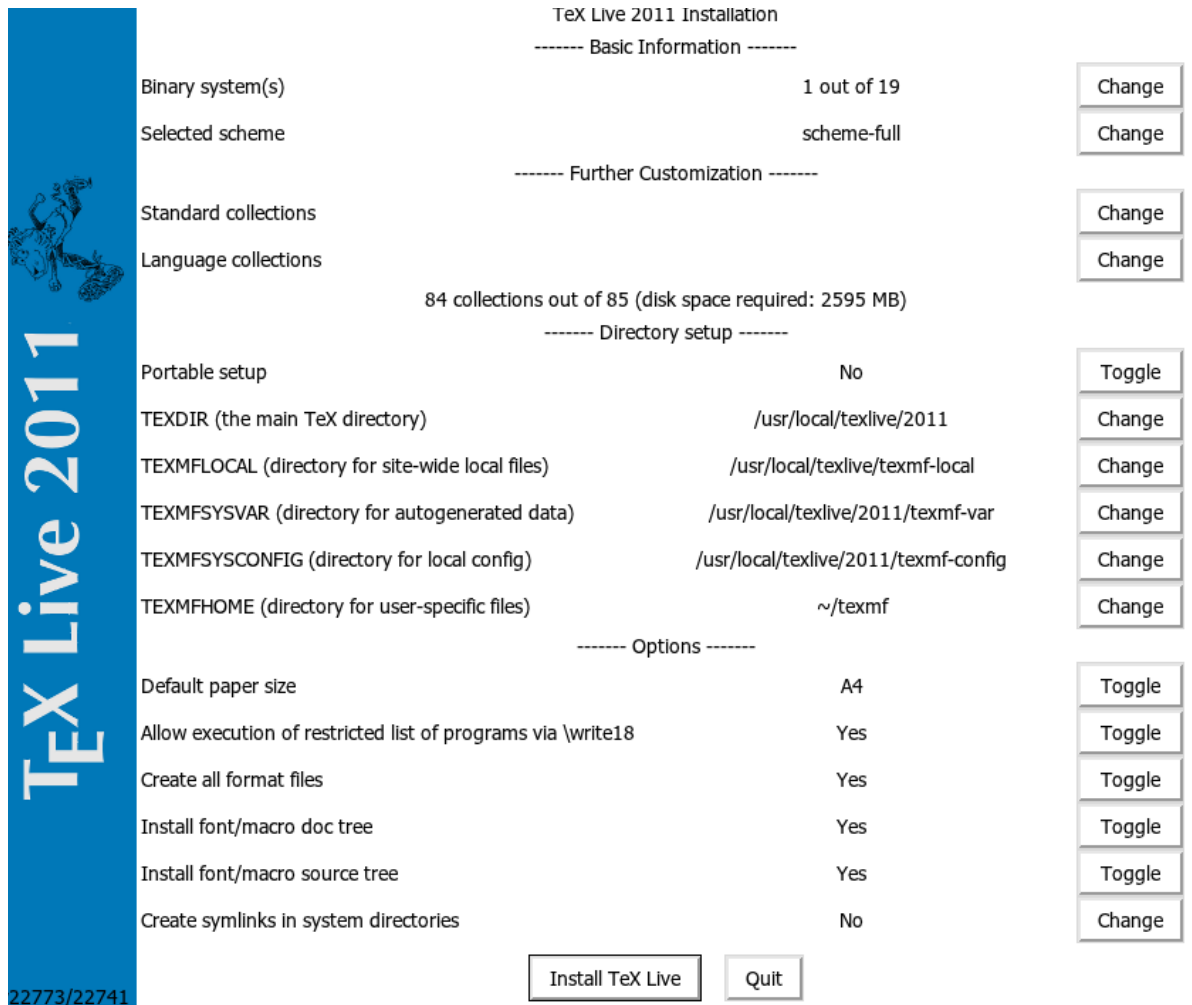 TeX Live 2011 Installation
------- Basic Information -------
Binary system(s) 1 out of 19 Change
Selected scheme scheme-full Change
------- Further Customization -------
Standard collections Change
Language collections Change
84 collections out of 85 (disk space required: 2595 MB)
------- Directory setup -------
Portable setup No Toggle
TEXDIR (the main TeX directory) /usr/local/texlive/2011 Change
TEXMFLOCAL (directory for site-wide local files) /usr/local/texlive/texmf-local Change
TEXMFSYSVAR (directory for autogenerated data) /usr/local/texlive/2011/texmf-var Change
TEXMFSYSCONFIG (directory for local config) /usr/local/texlive/2011/texmf-config Change
TEXMFHOME (directory for user-specific files) ~/texmf Change
------- Options -------
Default paper size A4 Toggle
Allow execution of restricted list of programs via \write18 Yes Toggle
Create all format files Yes Toggle
Install font/macro doc tree Yes Toggle
Install font/macro source tree Yes Toggle
Create symlinks in system directories No Change
Install TeX Live Quit
TEX Live 2011
22773/22741